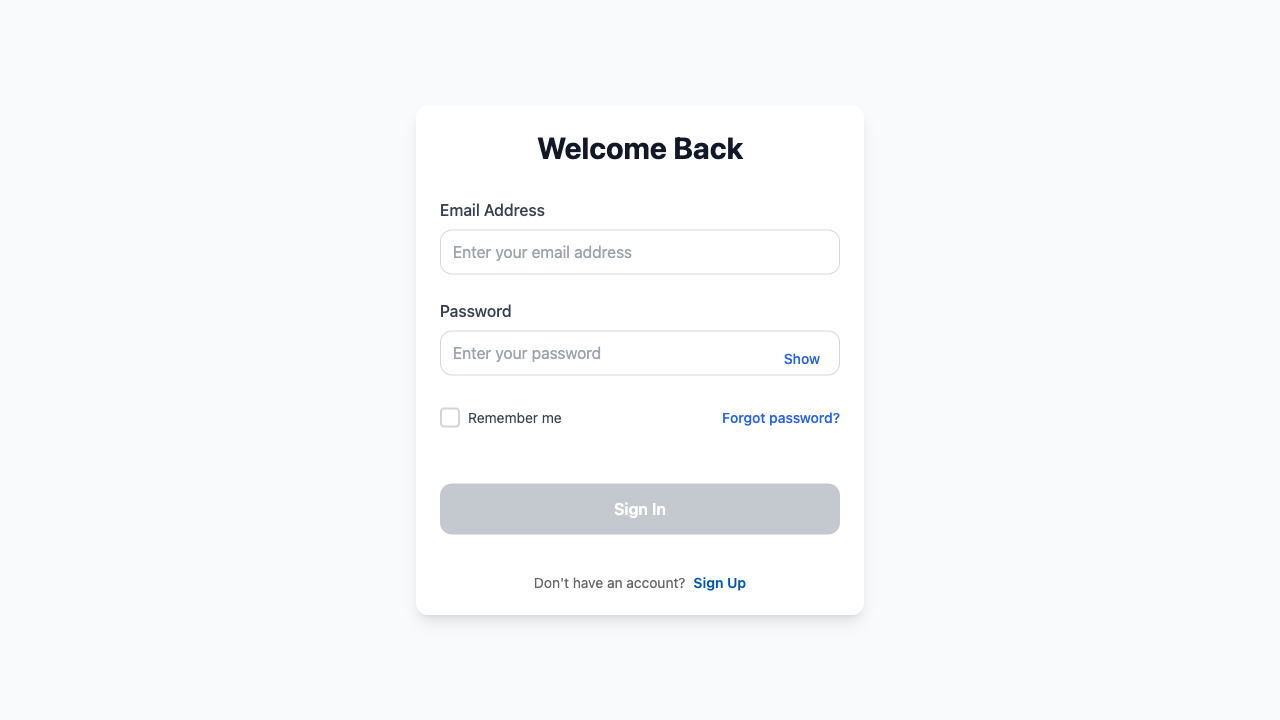 Welcome Back
Email Address
Enter your email address
Password
Enter your password
Show
Remember me
Forgot password?
Sign In
Don't have an account? Sign Up